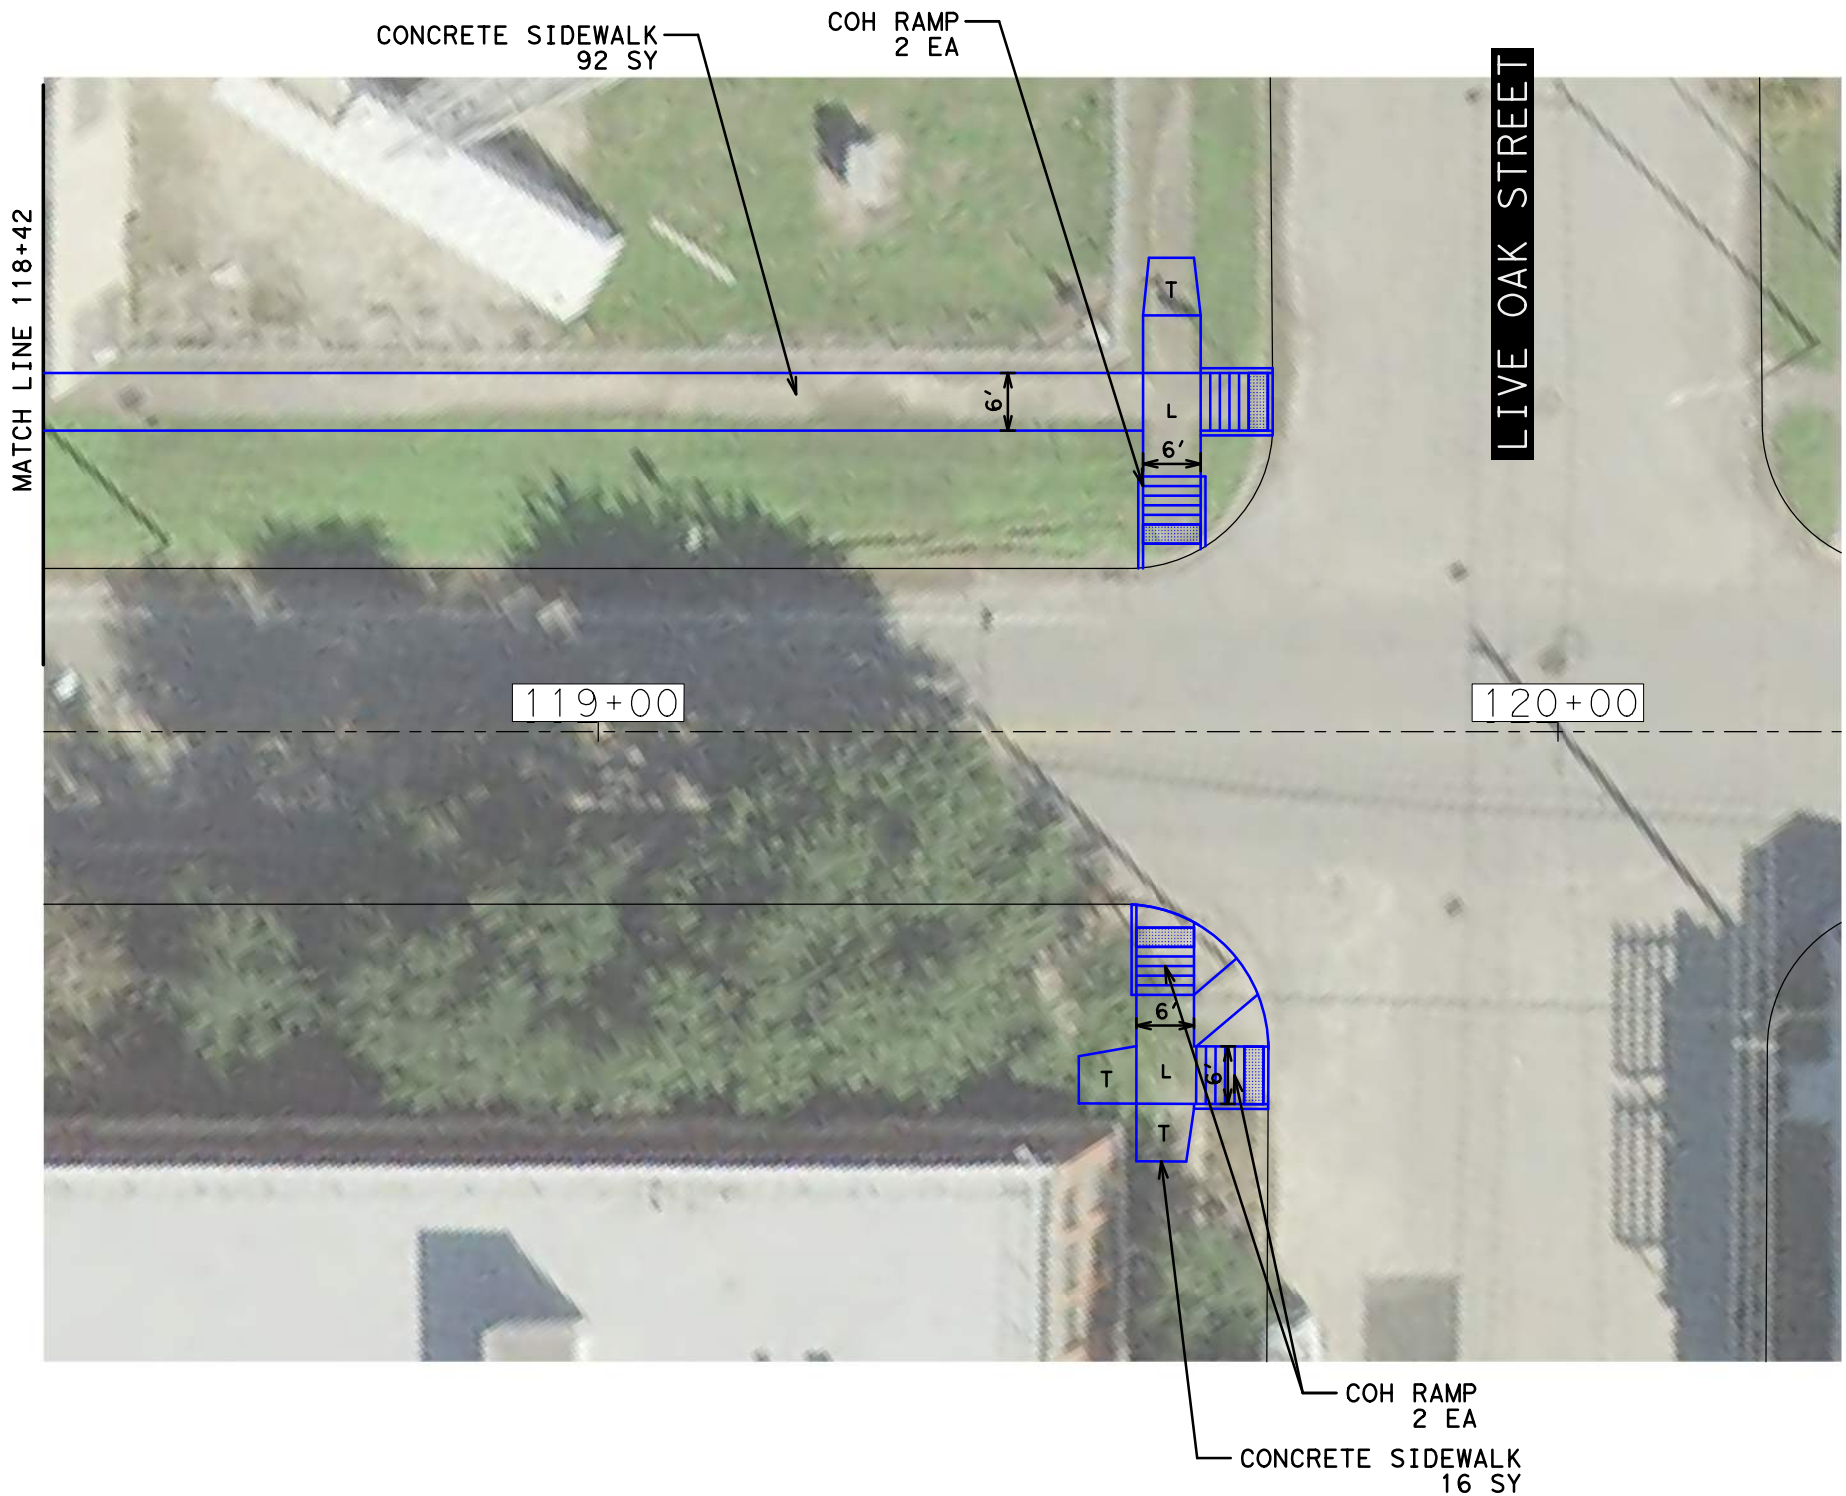 CONCRETE SIDEWALK
92 SY
COH RAMP
2 EA
LIVE OAK STREET
MATCH LINE 118+42
T
6'
L
6'
119+00
120+00
6'
T
L
6'
T
COH RAMP
2 EA
CONCRETE SIDEWALK
16 SY